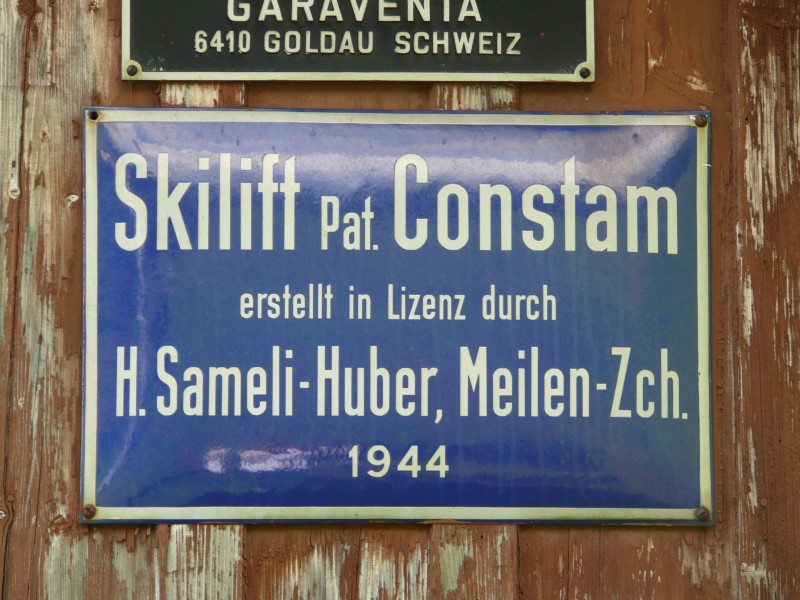 GARAVENTA
6410 GOLDAU SCHWEIZ
Skilift Pat. Constam
erstellt in Lizenz durch
H. Sameli-Huber, Meilen-Zch.
1944